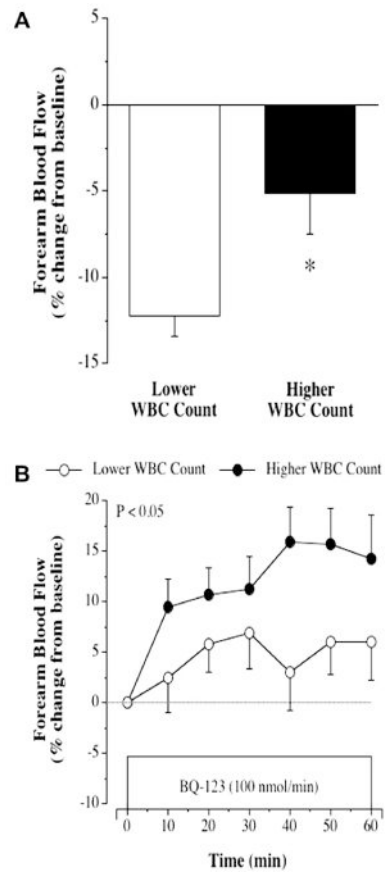 A
Forearm Blood Flow
(% change from baseline)
5
0
-5
-10
-15
*
Lower
WBC Count
Higher
WBC Count
B
Lower WBC Count
Higher WBC Count
P < 0.05
Forearm Blood Flow
(% change from baseline)
20
15
10
5
0
-5
-10
BQ-123 (100 nmol/min)
0 10 20 30 40 50 60
Time (min)